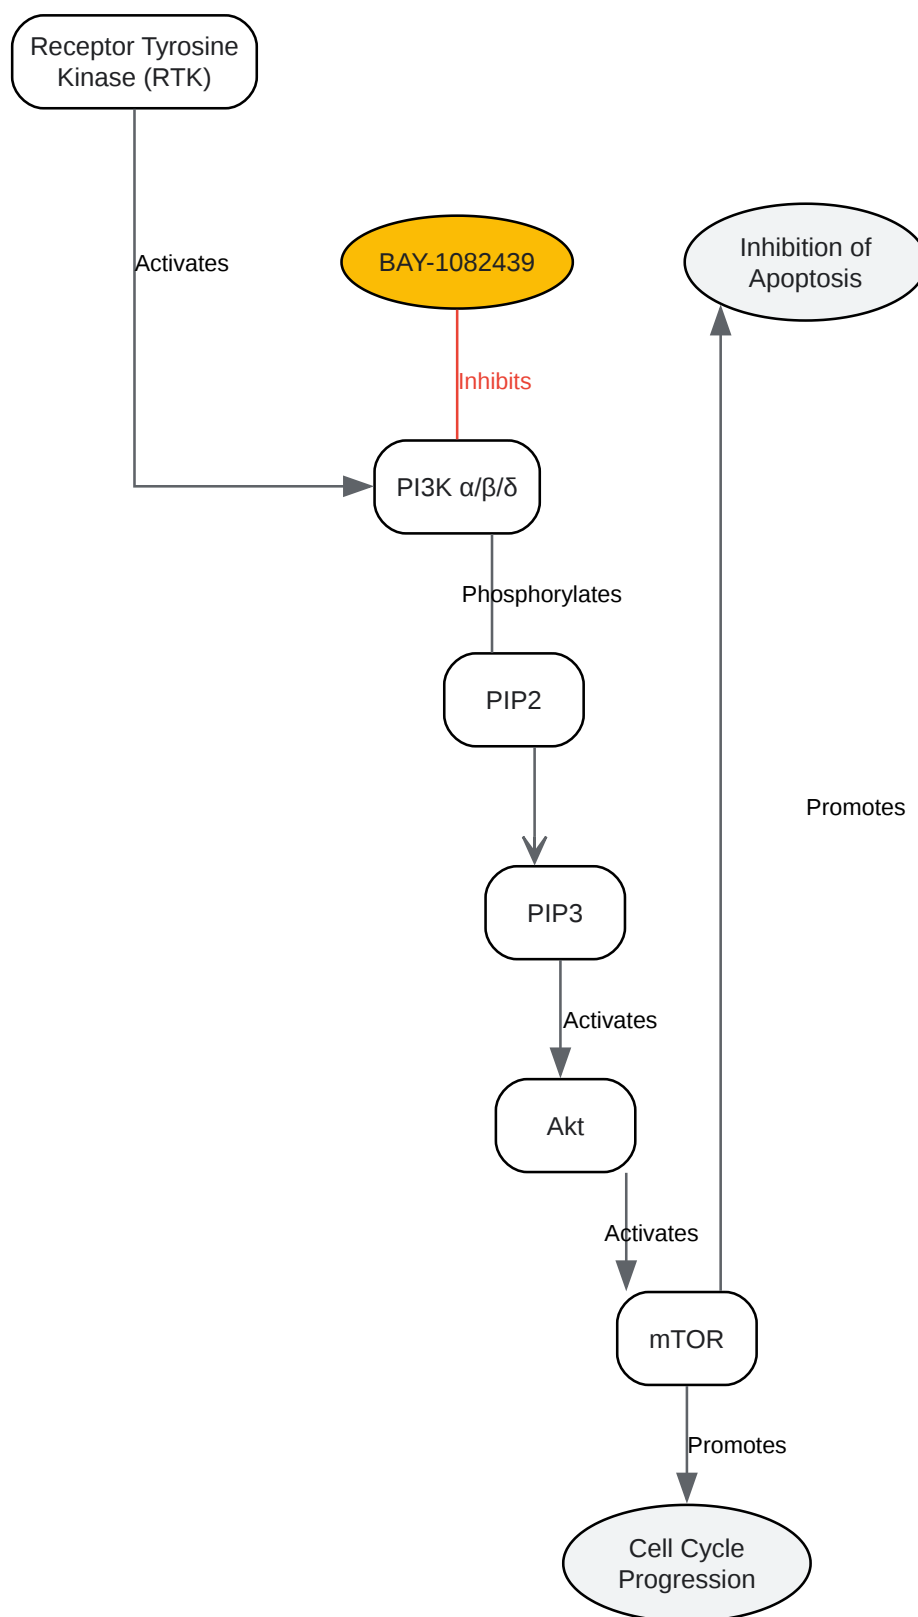 Receptor Tyrosine
Kinase (RTK)
Activates
BAY-1082439
Inhibition of
Apoptosis
Inhibits
PI3K α/β/δ
Phosphorylates
PIP2
Promotes
PIP3
Activates
Akt
Activates
mTOR
Promotes
Cell Cycle
Progression